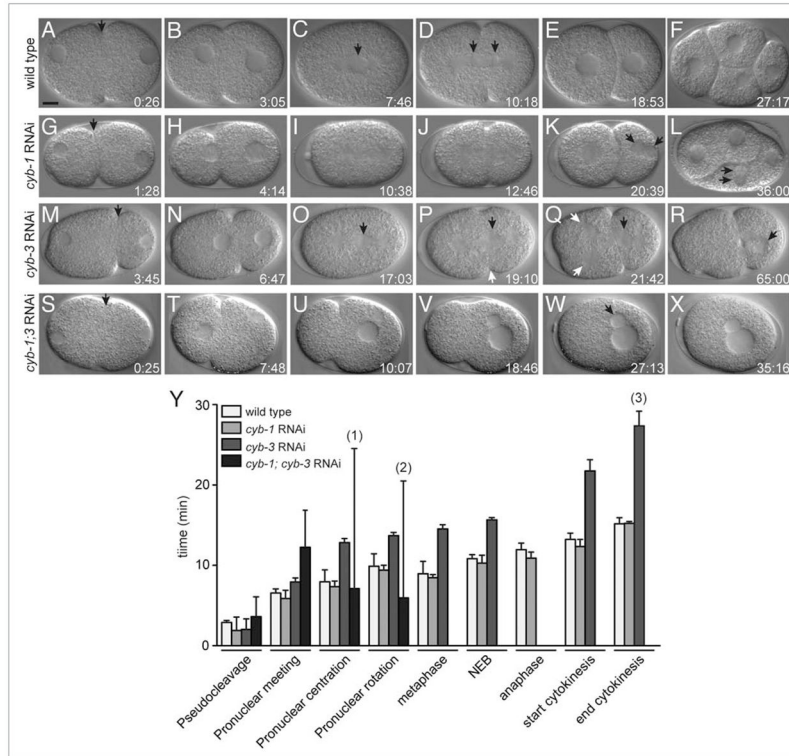 A B C D E F
wild type
0:26 3:05 7:46 10:18 18:53 27:17
G H I J K L
cyb-1 RNAi
1:28 4:14 10:38 12:46 20:39 36:00
M N O P Q R
cyb-3 RNAi
3:45 6:47 17:03 19:10 21:42 65:00
S T U V W X
cyb-1;3 RNAi
0:25 7:48 10:07 18:46 27:13 35:16
Y
30
20
10
0
tiime (min)
wild type
cyb-1 RNAi
cyb-3 RNAi
cyb-1; cyb-3 RNAi
(1)
(2)
(3)
Pseudocleavage
Pronuclear meeting
Pronuclear centration
Pronuclear rotation
metaphase
NEB
anaphase
start cytokinesis
end cytokinesis